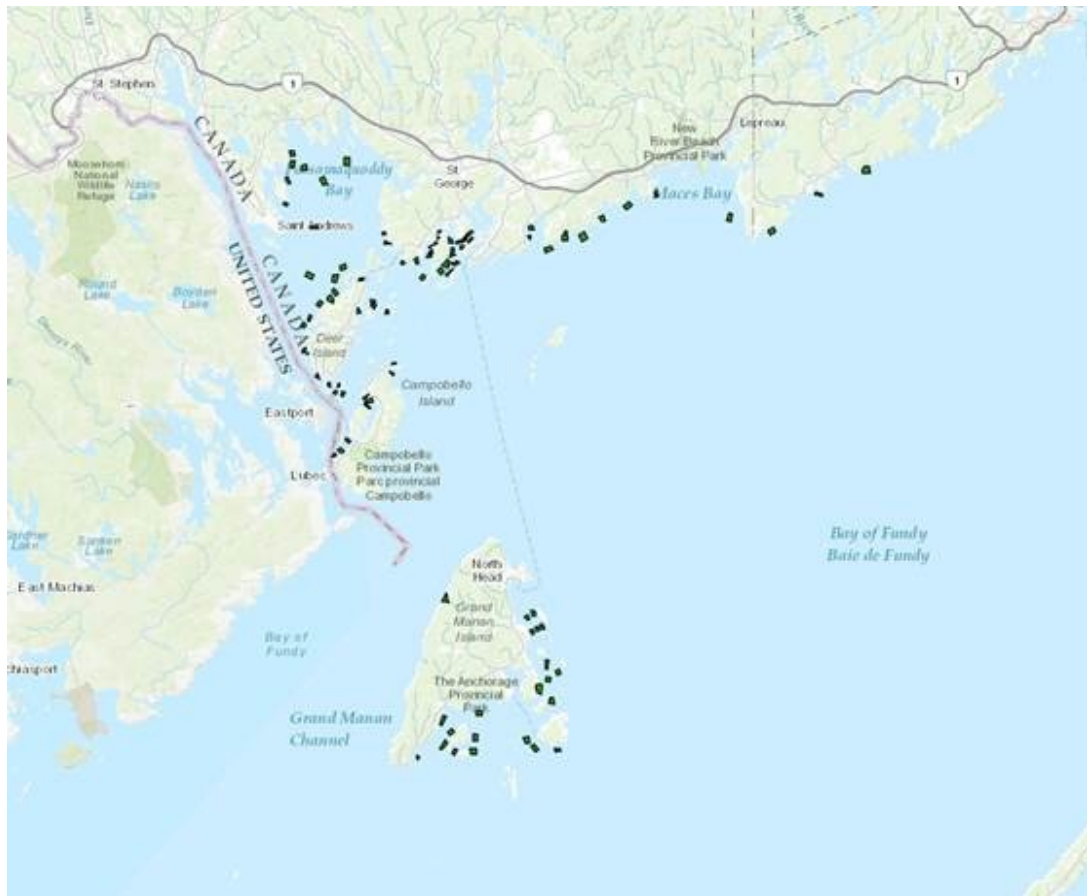 St. Stephen
CANADA
1
1
New
River Beach
Provincial Park
Lepreau
Moosehorn
National
Wildlife
Refuge
St
George
Bay
Maces Bay
Saint Andrews
CANADA
UNITED STATES
Round
Lake
Boyden
Lake
Deer
Island
Campobello
Island
Eastport
Campobello
Provincial Park
Parc provincial
Campobello
Lubec
Bay of Fundy
Baie de Fundy
North
Head
East Machias
Grand
Manan
Island
Bay of
Fundy
The Anchorage
Provincial
Park
Grand Manan
Channel